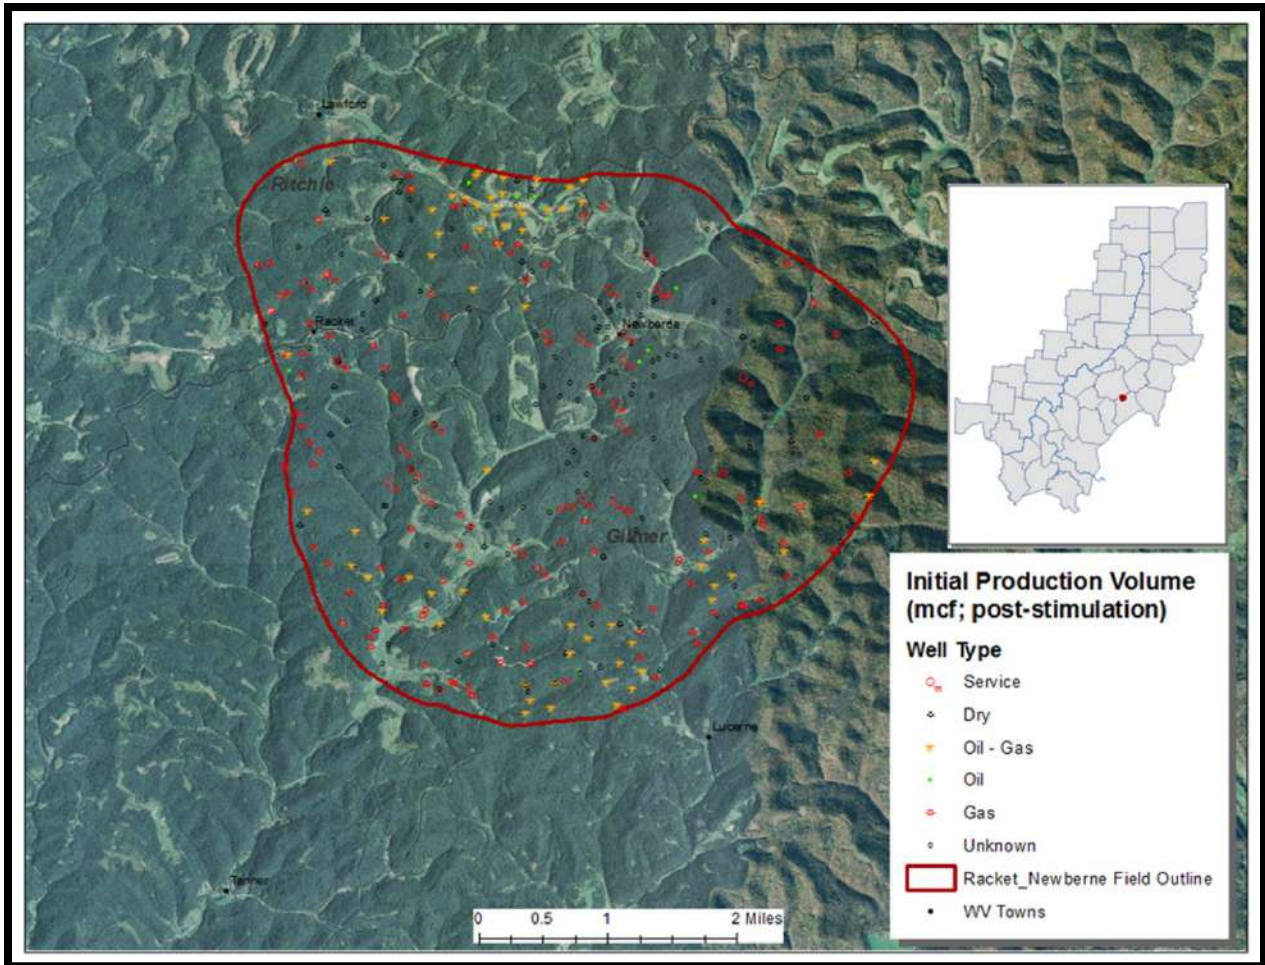 Lawford
Ritchie
Racket
Newberne
Gilmer
Lucerne
Tanner
Initial Production Volume
(mcf; post-stimulation)
Well Type
Service
Dry
Oil - Gas
Oil
Gas
Unknown
Racket_Newberne Field Outline
WV Towns
0 0.5 1 2 Miles